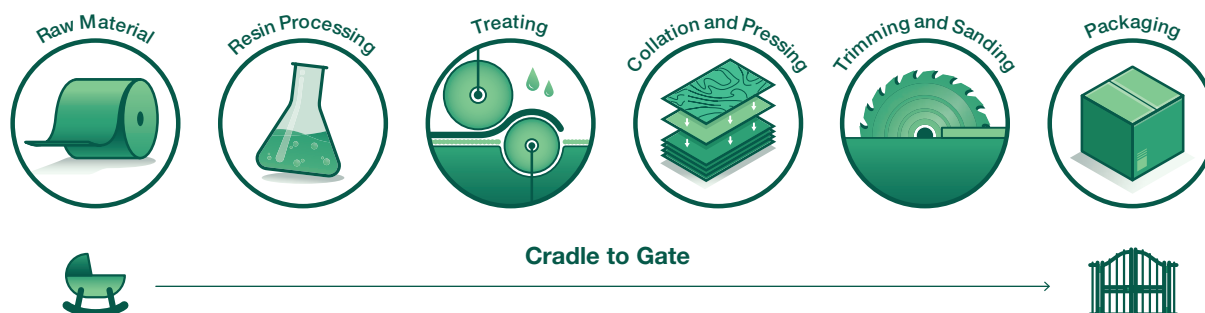 Raw Material
Resin Processing
Treating
Collation and Pressing
Trimming and Sanding
Packaging
Cradle to Gate